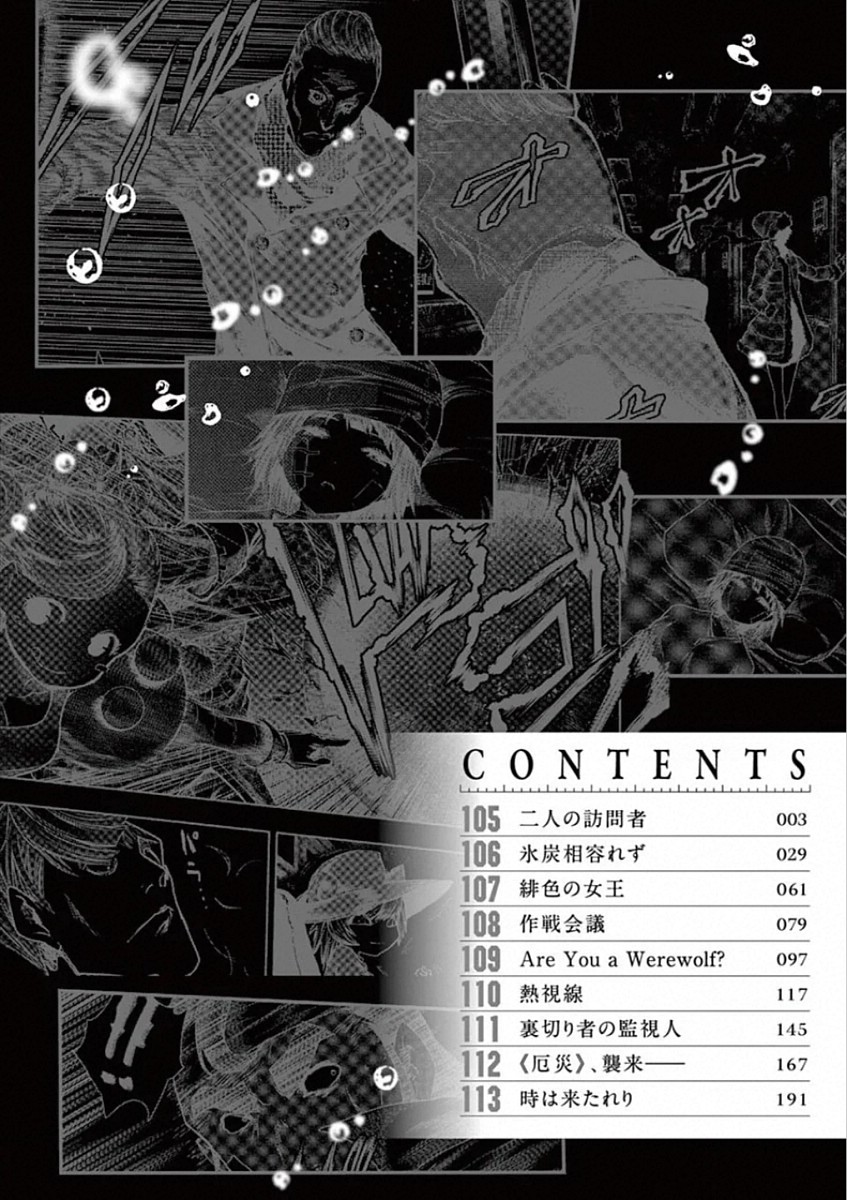 オ
オ
オ
CONTENTS
105 二人の訪問者 003
106 氷炭相容れず 029
107 緋色の女王 061
108 作戦会議 079
109 Are You a Werewolf? 097
110 熱視線 117
111 裏切り者の監視人 145
112 《厄災》、襲来── 167
113 時は来たれり 191